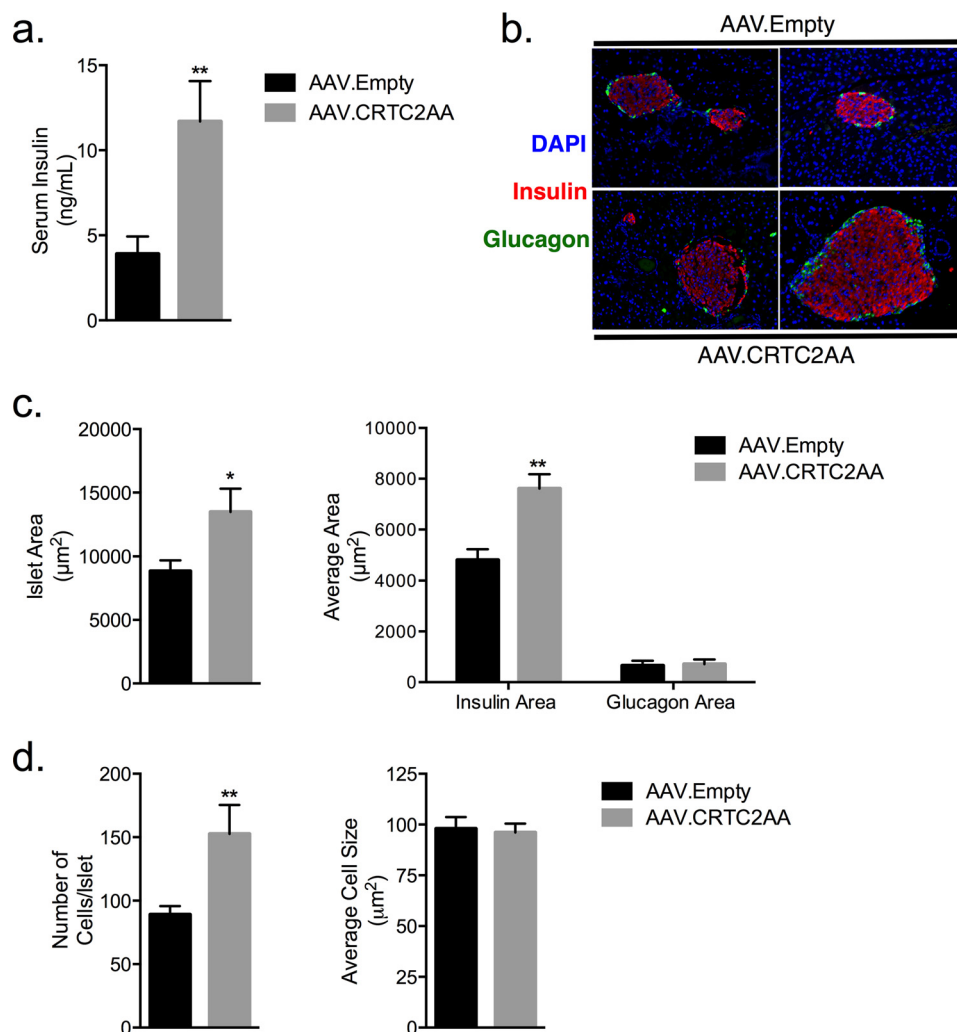 a.
Serum Insulin
(ng/mL)
15
10
5
0
**
AAV.Empty
AAV.CRTC2AA
b.
AAV.Empty
DAPI
Insulin
Glucagon
AAV.CRTC2AA
c.
Islet Area
(µm²)
20000
15000
10000
5000
0
*
Average Area
(µm²)
10000
8000
6000
4000
2000
0
**
Insulin Area
Glucagon Area
AAV.Empty
AAV.CRTC2AA
d.
Number of
Cells/Islet
200
150
100
50
0
**
Average Cell Size
(µm²)
125
100
75
50
25
0
AAV.Empty
AAV.CRTC2AA